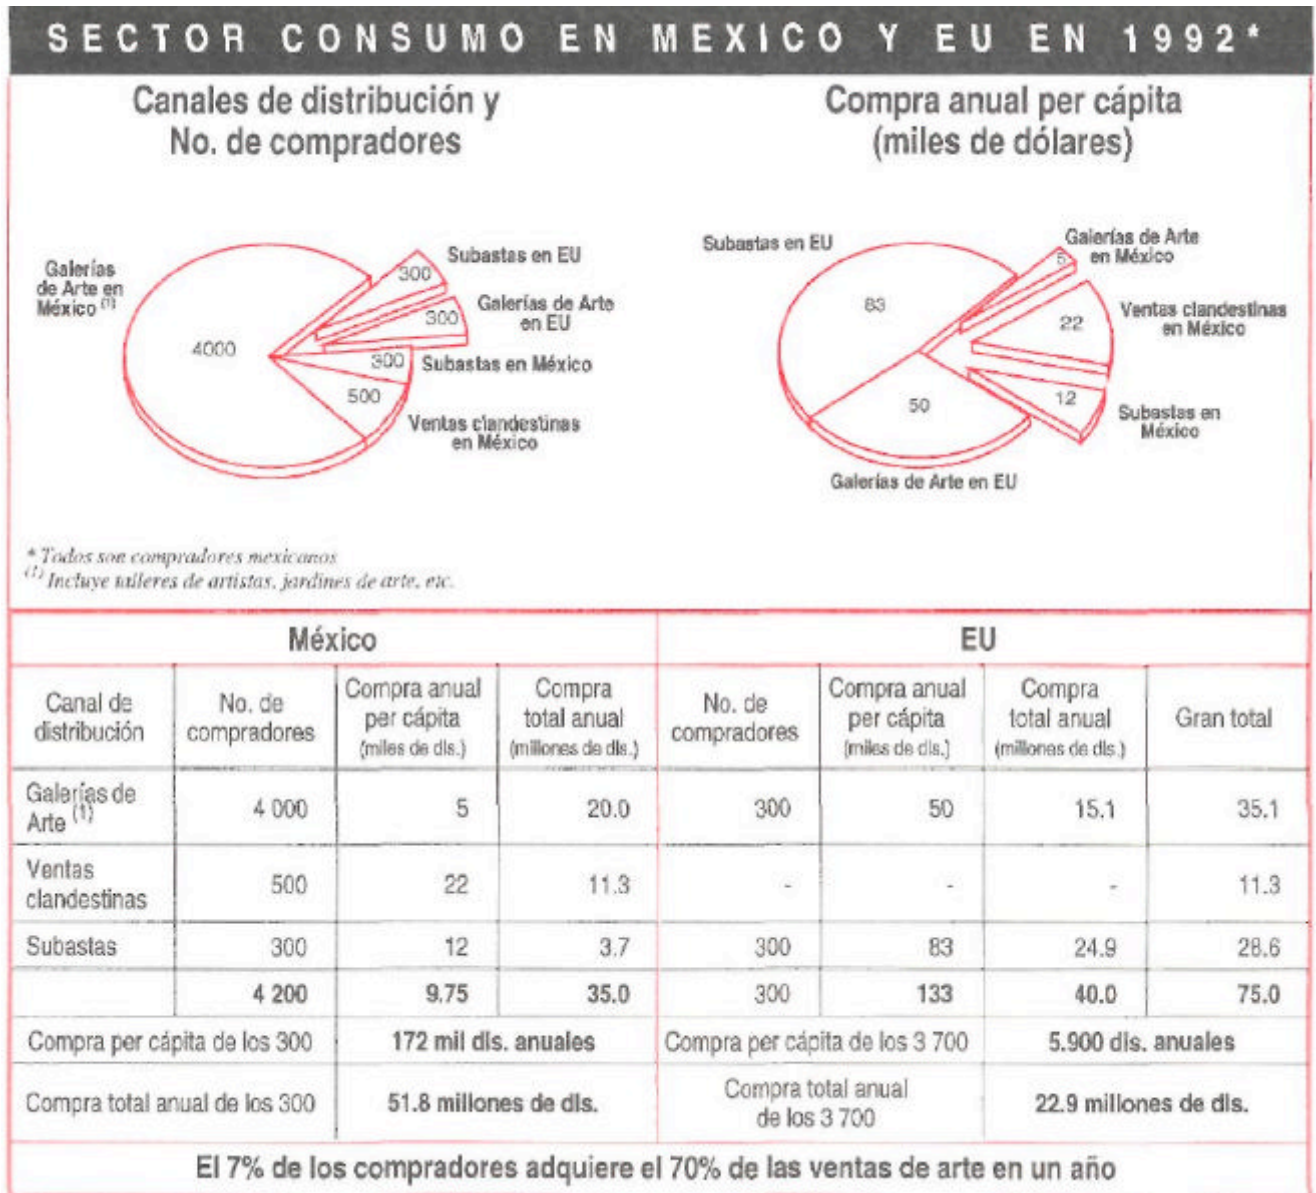 SECTOR CONSUMO EN MEXICO Y EU EN 1992*
Canales de distribución y
No. de compradores
Galerías
de Arte en
México (1)
4000
300
Subastas en EU
300
Galerías de Arte
en EU
300
Subastas en México
500
Ventas clandestinas
en México
Compra anual per cápita
(miles de dólares)
Subastas en EU
83
5
Galerías de Arte
en México
22
Ventas clandestinas
en México
12
Subastas en
México
50
Galerías de Arte en EU
* Todos son compradores mexicanos
(1) Incluye talleres de artistas, jardines de arte, etc.
México
EU
Canal de
distribución
No. de
compradores
Compra anual
per cápita
(miles de dls.)
Compra
total anual
(millones de dls.)
No. de
compradores
Compra anual
per cápita
(miles de dls.)
Compra
total anual
(millones de dls.)
Gran total
Galerías de
Arte (1)
4 000
5
20.0
300
50
15.1
35.1
Ventas
clandestinas
500
22
11.3
-
-
-
11.3
Subastas
300
12
3.7
300
83
24.9
28.6
4 200
9.75
35.0
300
133
40.0
75.0
Compra per cápita de los 300
172 mil dls. anuales
Compra per cápita de los 3 700
5.900 dls. anuales
Compra total anual de los 300
51.8 millones de dls.
Compra total anual
de los 3 700
22.9 millones de dls.
El 7% de los compradores adquiere el 70% de las ventas de arte en un año